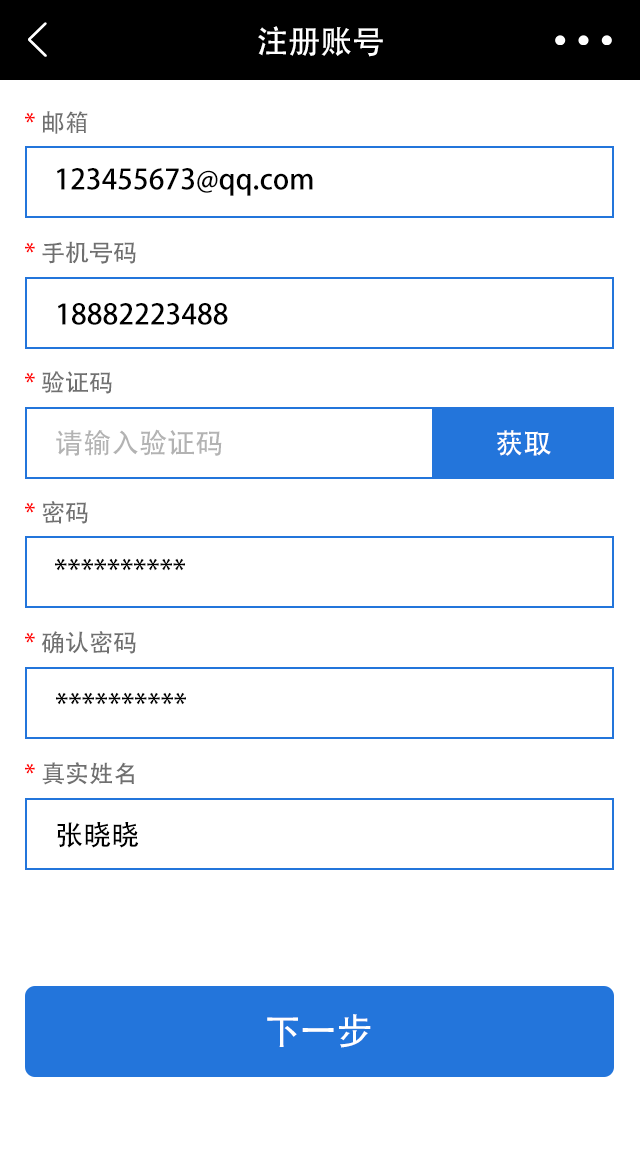 注册账号
* 邮箱
123455673@qq.com
* 手机号码
18882223488
* 验证码
请输入验证码 获取
* 密码
**********
* 确认密码
**********
* 真实姓名
张晓晓
下一步